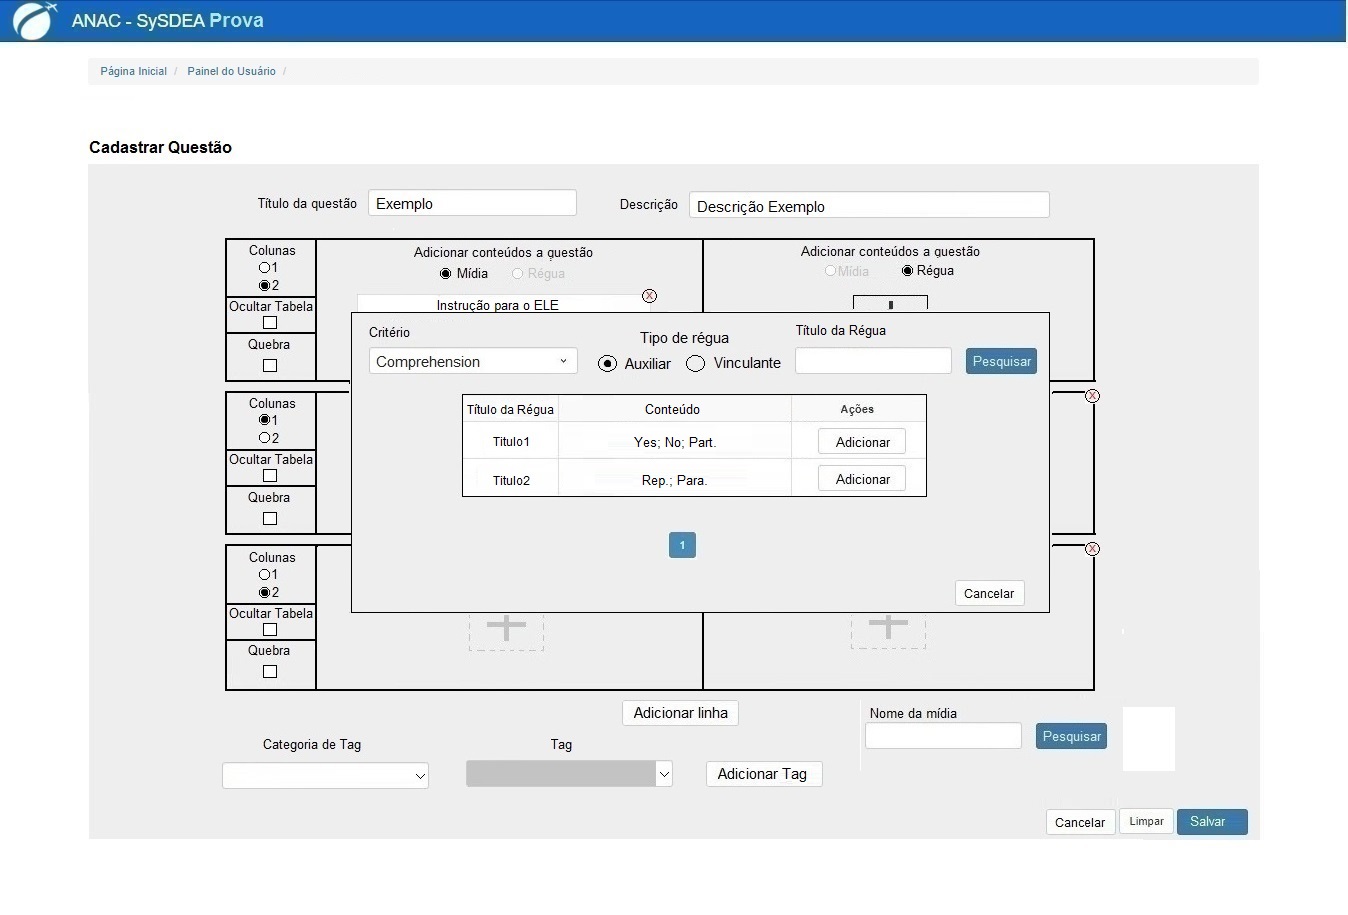 ANAC - SySDEA Prova
Página Inicial / Painel do Usuário /
Cadastrar Questão
Título da questão Exemplo Descrição Descrição Exemplo
Colunas
1
2
Ocultar Tabela
Quebra
Adicionar conteúdos a questão
Mídia Régua
Instrução para o ELE
X
Adicionar conteúdos a questão
Mídia Régua
Critério
Comprehension
Tipo de régua
Auxiliar Vinculante
Título da Régua
Pesquisar
Título da Régua Conteúdo Ações
Titulo1 Yes; No; Part. Adicionar
Titulo2 Rep.; Para. Adicionar
1
Cancelar
Colunas
1
2
Ocultar Tabela
Quebra
X
Colunas
1
2
Ocultar Tabela
Quebra
X
Adicionar linha
Categoria de Tag
Tag
Adicionar Tag
Nome da mídia
Pesquisar
Cancelar Limpar Salvar